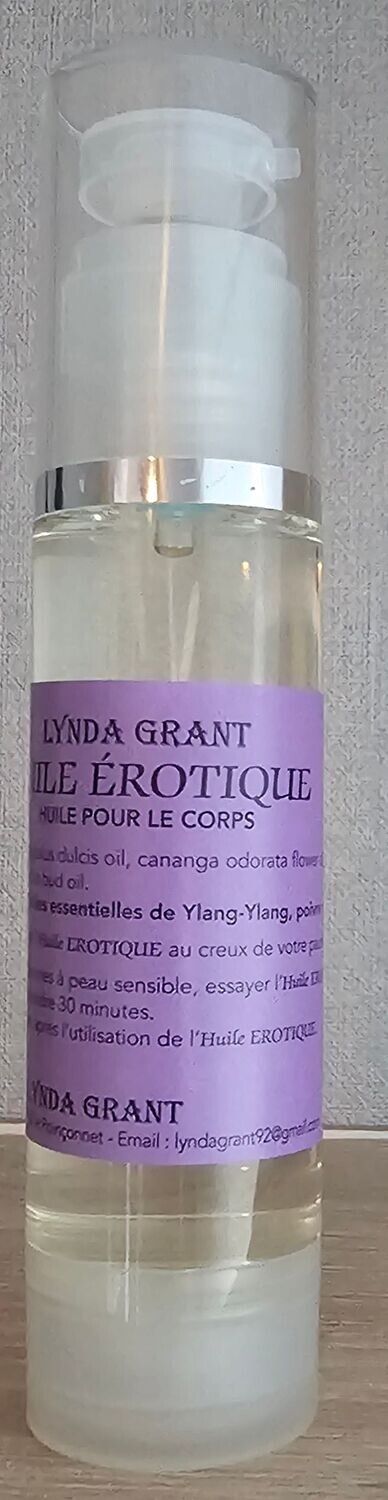 LYNDA GRANT
ILE ÉROTIQUE
HUILE POUR LE CORPS
dulcis oil, cananga odorata flower
bud oil.
essentielles de Ylang-Ylang,
Huile EROTIQUE au creux de votre
à peau sensible, essayer l'Huile
30 minutes.
après l'utilisation de l'Huile EROTIQUE.
LYNDA GRANT
Poinçonnet - Email : lyndagrant92@gmail.com